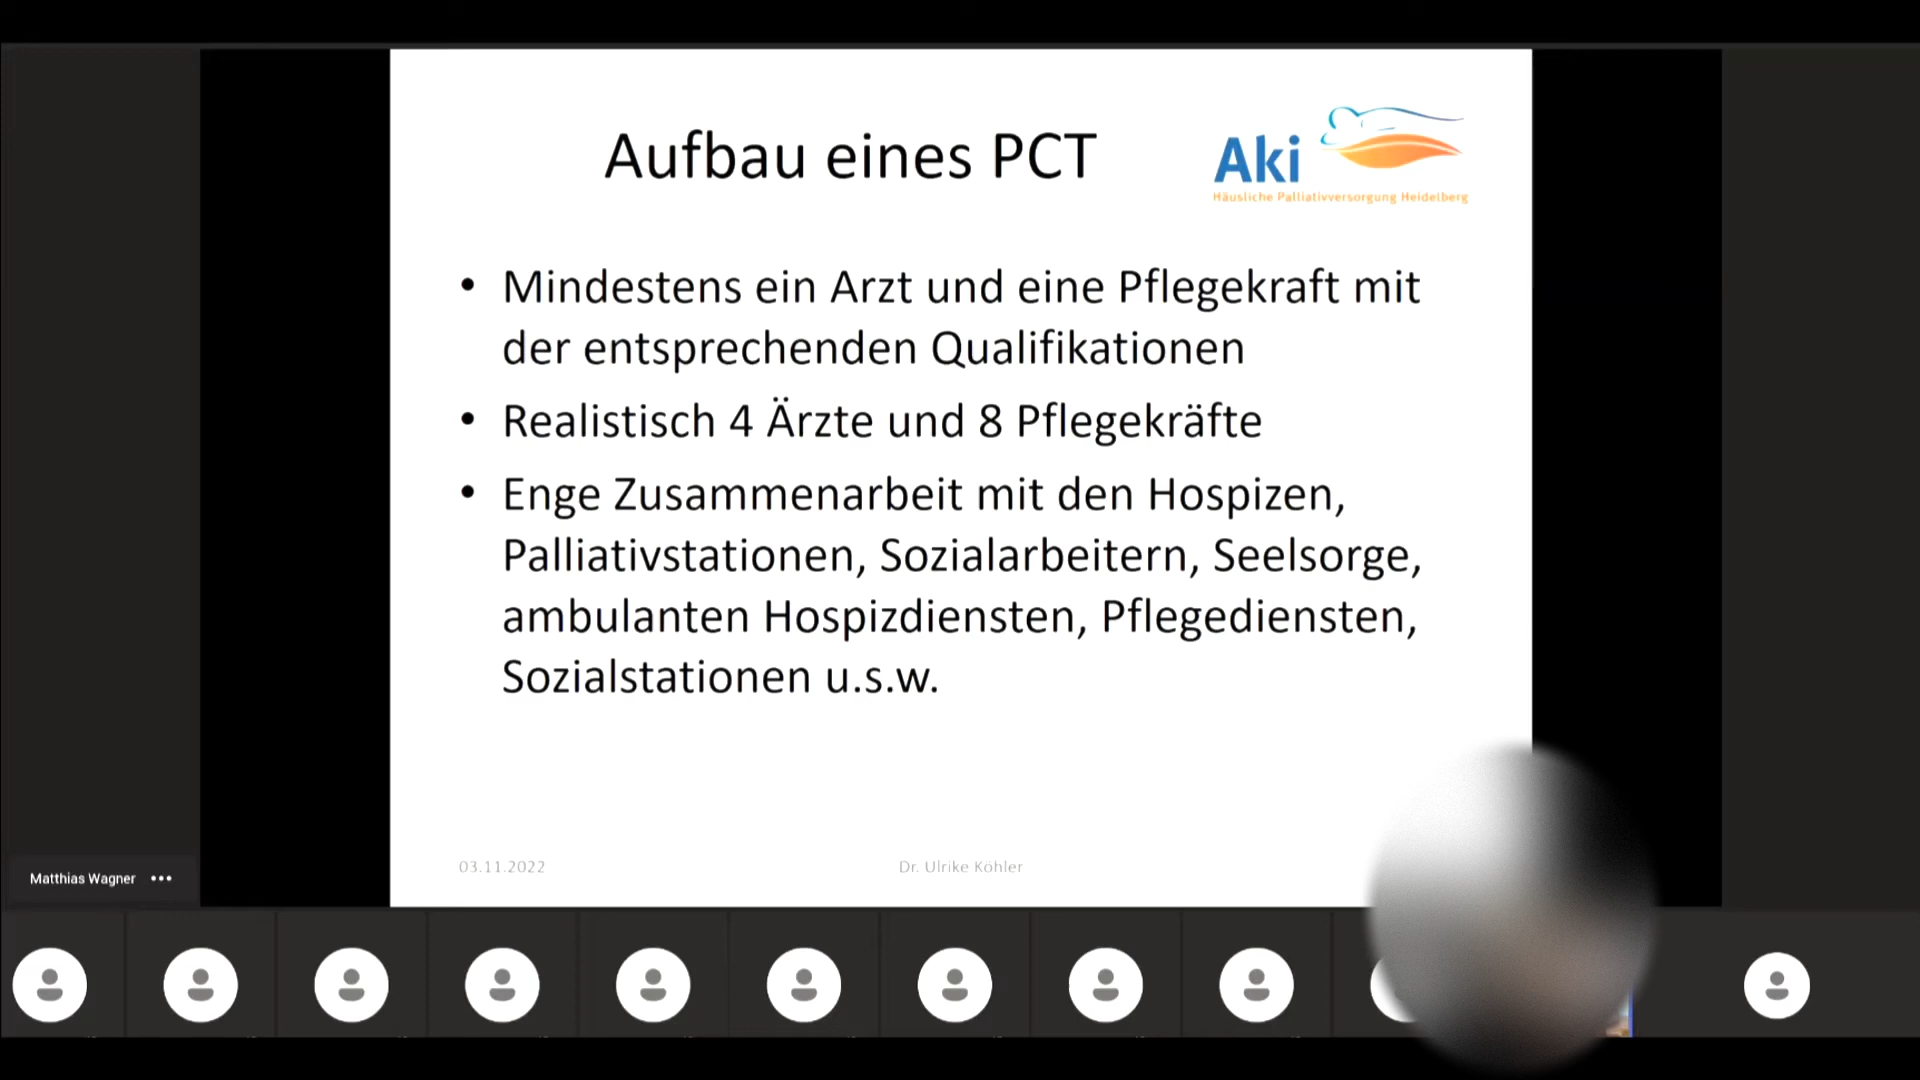 Aufbau eines PCT
Aki
Häusliche Palliativversorgung Heidelberg
• Mindestens ein Arzt und eine Pflegekraft mit
der entsprechenden Qualifikationen
• Realistisch 4 Ärzte und 8 Pflegekräfte
• Enge Zusammenarbeit mit den Hospizen,
Palliativstationen, Sozialarbeitern, Seelsorge,
ambulanten Hospizdiensten, Pflegediensten,
Sozialstationen u.s.w.
03.11.2022
Dr. Ulrike Köhler
Matthias Wagner •••